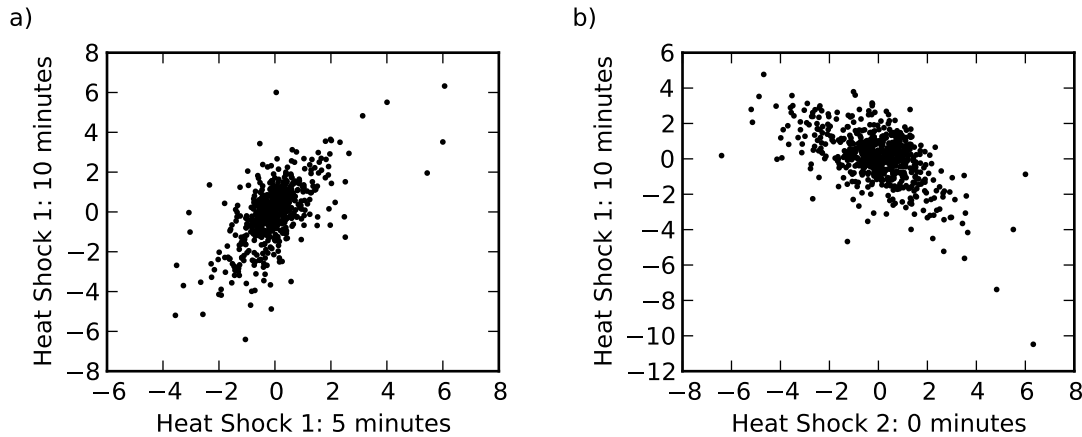 a)
Heat Shock 1: 10 minutes
8
6
4
2
0
−2
−4
−6
−8
−6 −4 −2 0 2 4 6 8
Heat Shock 1: 5 minutes
b)
Heat Shock 1: 10 minutes
6
4
2
0
−2
−4
−6
−8
−10
−12
−8 −6 −4 −2 0 2 4 6 8
Heat Shock 2: 0 minutes